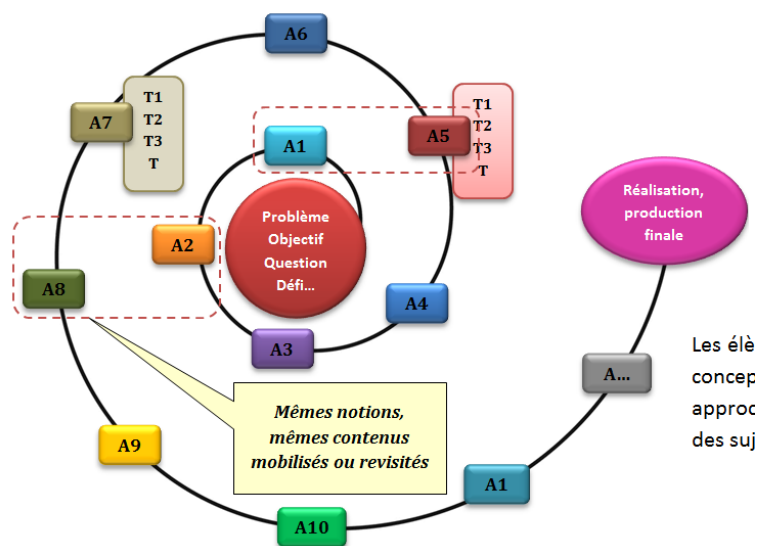 A6
T1
T2
T3
T
A7
T1
T2
T3
T
A5
A1
Problème
Objectif
Question
Défi...
A2
A8
A4
A3
Réalisation,
production
finale
A...
Les élè
concep
approc
des suj
Mêmes notions,
mêmes contenus
mobilisés ou revisités
A9
A1
A10